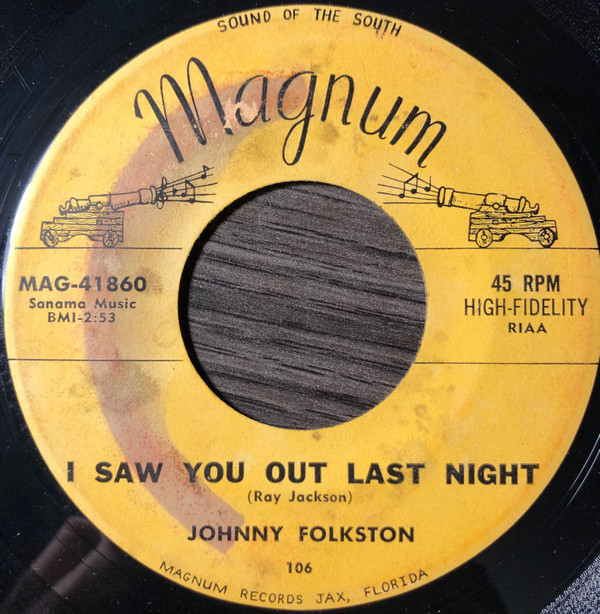 SOUND OF THE SOUTH
Magnum
MAG-41860
Sanama Music
BMI-2:53
45 RPM
HIGH-FIDELITY
RIAA
I SAW YOU OUT LAST NIGHT
(Ray Jackson)
JOHNNY FOLKSTON
106
MAGNUM RECORDS JAX, FLORIDA